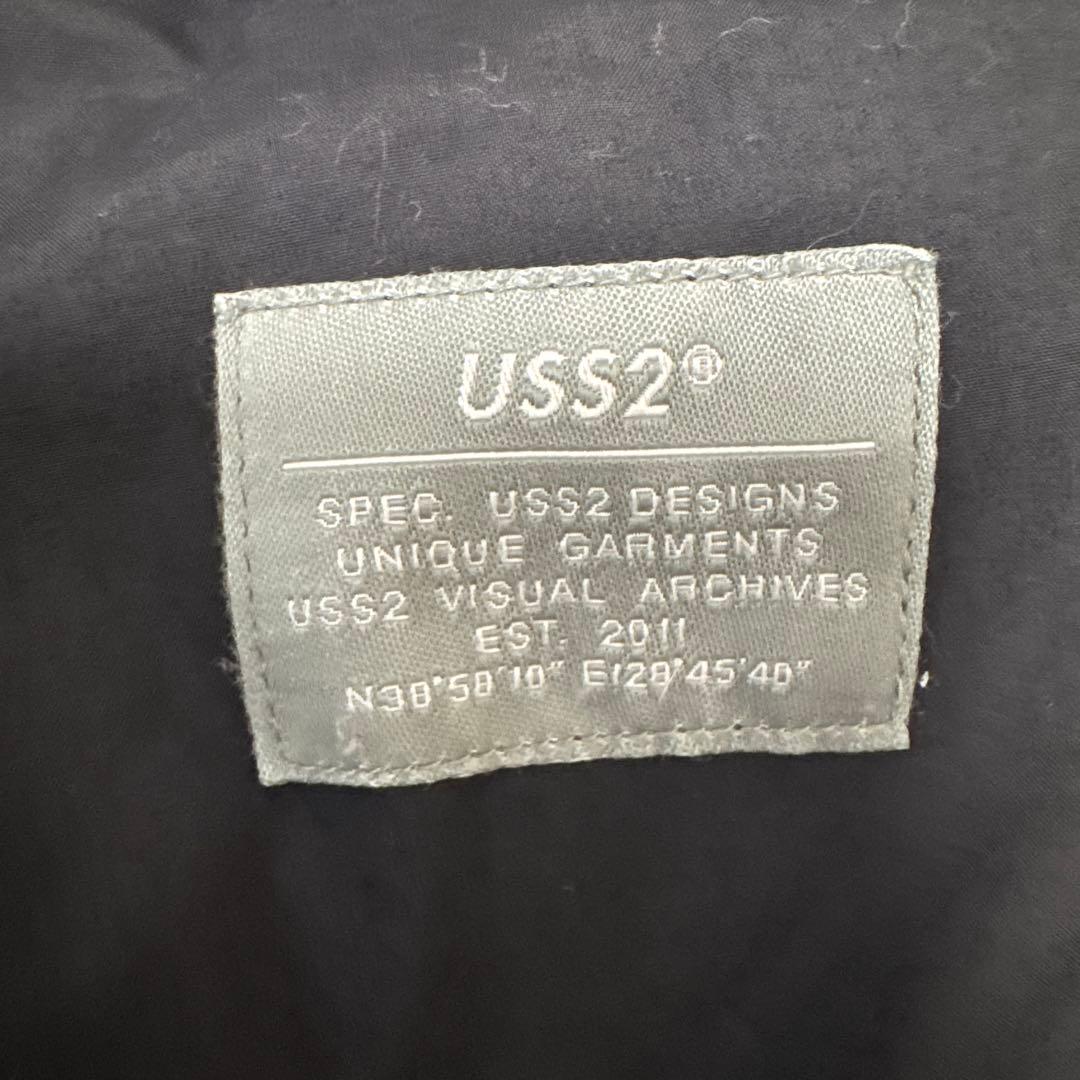 USS2®
SPEC. USS2 DESIGNS
UNIQUE GARMENTS
USS2 VISUAL ARCHIVES
EST. 2011
N38°58'10" E128°45'40"